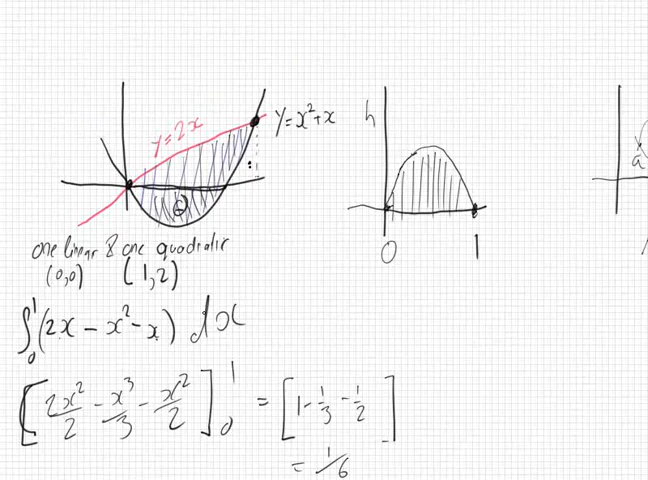 y=2x
y=x²+x
h
a
⊖
0 1
one linear & one quadratic
(0,0) (1,2)
∫₀¹(2x - x² - x) dx
[2x²/2 - x³/3 - x²/2]₀¹ = [1 - 1/3 - 1/2]
= 1/6